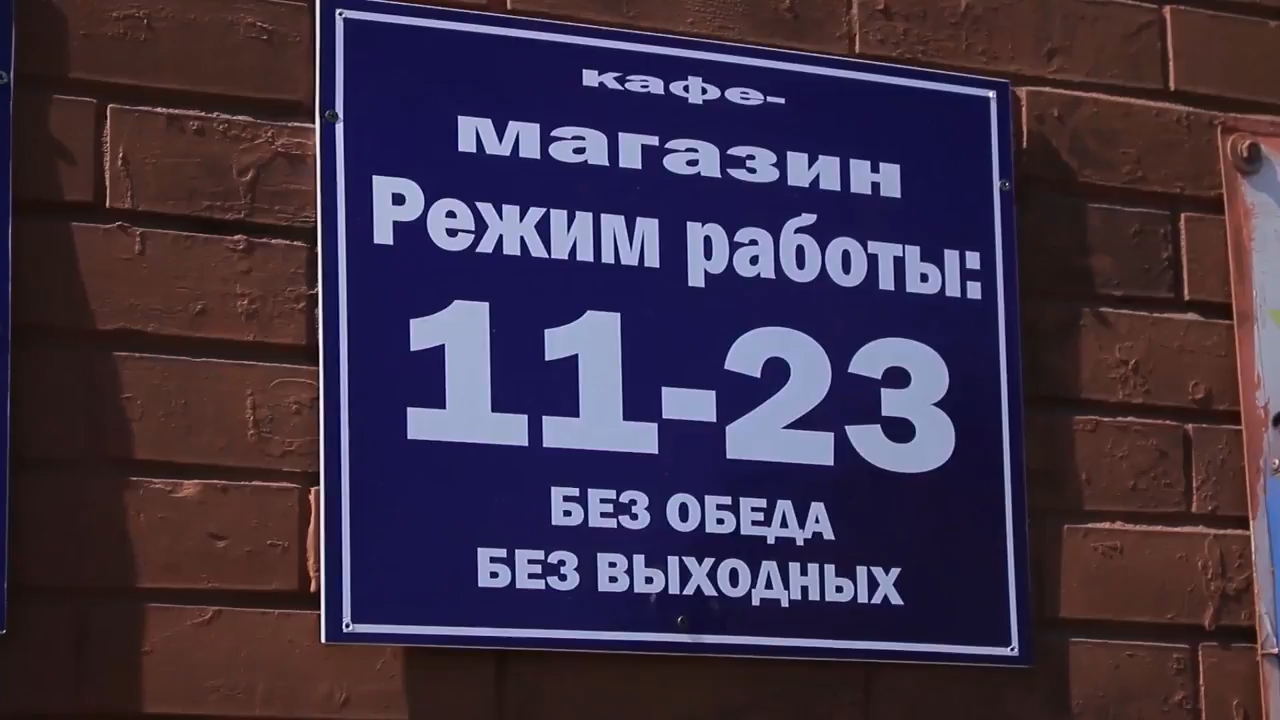 кафе-
магазин
Режим работы:
11-23
БЕЗ ОБЕДА
БЕЗ ВЫХОДНЫХ